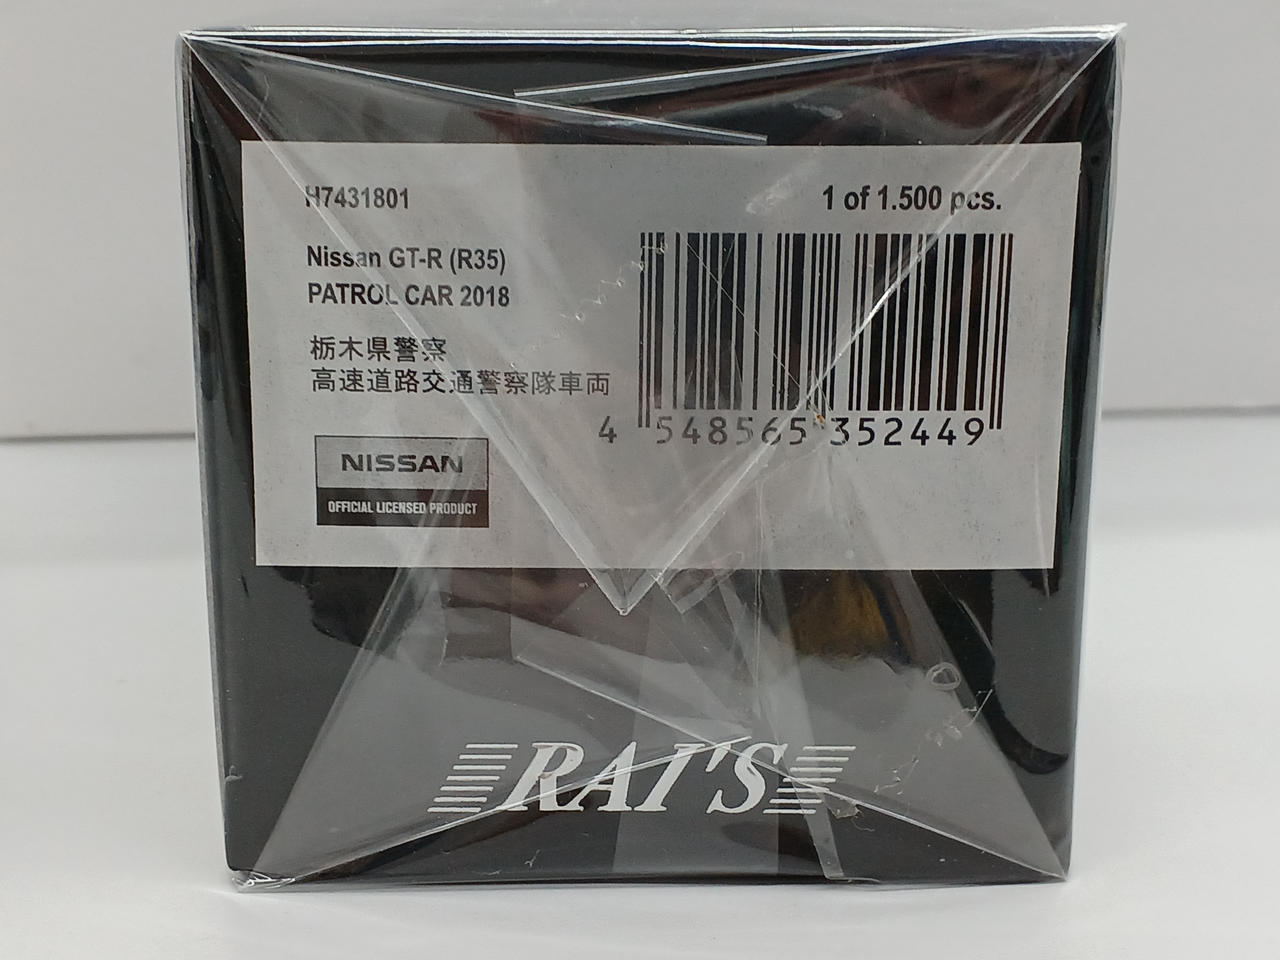 H7431801
1 of 1.500 pcs.
Nissan GT-R (R35)
PATROL CAR 2018
栃木県警察
高速道路交通警察隊車両
4 548565 352449
NISSAN
OFFICIAL LICENSED PRODUCT
RAI'S